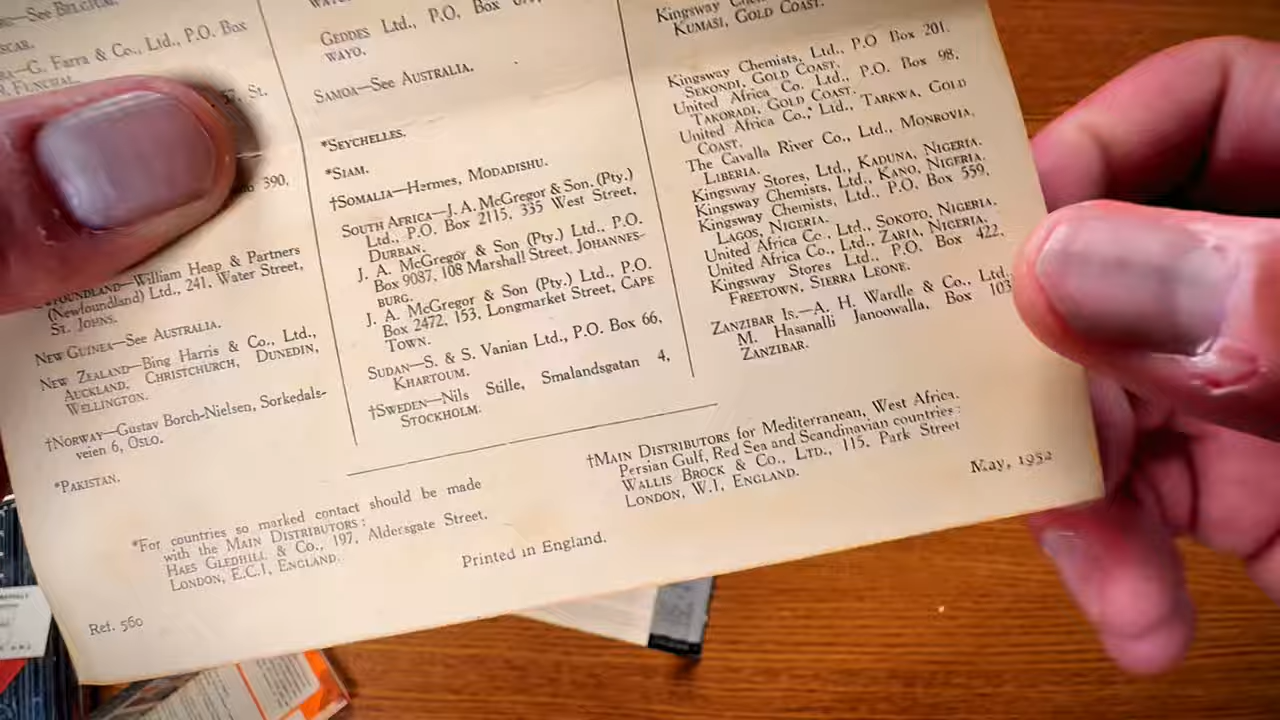 See Belgium.
G. Farra & Co., Ltd., P.O. Box
Funchal.
St.
390,
William Heap & Partners
(Newfoundland) Ltd., 241, Water Street,
St. Johns.
New Guinea—See Australia.
New Zealand—Bing Harris & Co., Ltd.,
Auckland, Christchurch, Dunedin,
Wellington.
†Norway—Gustav Borch-Nielsen, Sorkedals-
veien 6, Oslo.
*Pakistan.
Geddes Ltd., P.O. Box
wayo.
Samoa—See Australia.
*Seychelles.
*Siam.
†Somalia—Hermes, Modadishu.
South Africa—J. A. McGregor & Son, (Pty.)
Ltd., P.O. Box 2115, 335 West Street,
Durban.
J. A. McGregor & Son (Pty.) Ltd., P.O.
Box 9087, 108 Marshall Street, Johannes-
burg.
J. A. McGregor & Son (Pty.) Ltd., P.O.
Box 2472, 153, Longmarket Street, Cape
Town.
Sudan—S. & S. Vanian Ltd., P.O. Box 66,
Khartoum.
†Sweden—Nils Stille, Smalandsgatan 4,
Stockholm.
Kingsway
Kumasi, Gold Coast.
Kingsway Chemists, Ltd., P.O Box 201,
Sekondi, Gold Coast.
United Africa Co., Ltd., P.O. Box 98,
Takoradi, Gold Coast.
United Africa Co., Ltd., Tarkwa, Gold
Coast.
The Cavalla River Co., Ltd., Monrovia,
Liberia.
Kingsway Stores, Ltd., Kaduna, Nigeria.
Kingsway Chemists, Ltd., Kano, Nigeria.
Kingsway Chemists, Ltd., P.O. Box 559,
Lagos, Nigeria.
United Africa Co., Ltd., Sokoto, Nigeria.
United Africa Co., Ltd., Zaria, Nigeria.
Kingsway Stores Ltd., P.O. Box 422,
Freetown, Sierra Leone.
Zanzibar Is.—A. H. Wardle & Co., Ltd.
M. Hasanalli Janoowalla, Box 103
Zanzibar.
*For countries so marked contact should be made
with the Main Distributors:
Haes Gledhill & Co., 197, Aldersgate Street,
London, E.C.1, England.
†Main Distributors for Mediterranean, West Africa,
Persian Gulf, Red Sea and Scandinavian countries:
Wallis Brock & Co., Ltd., 115, Park Street
London, W.1, England.
May, 1952
Printed in England.
Ref. 560